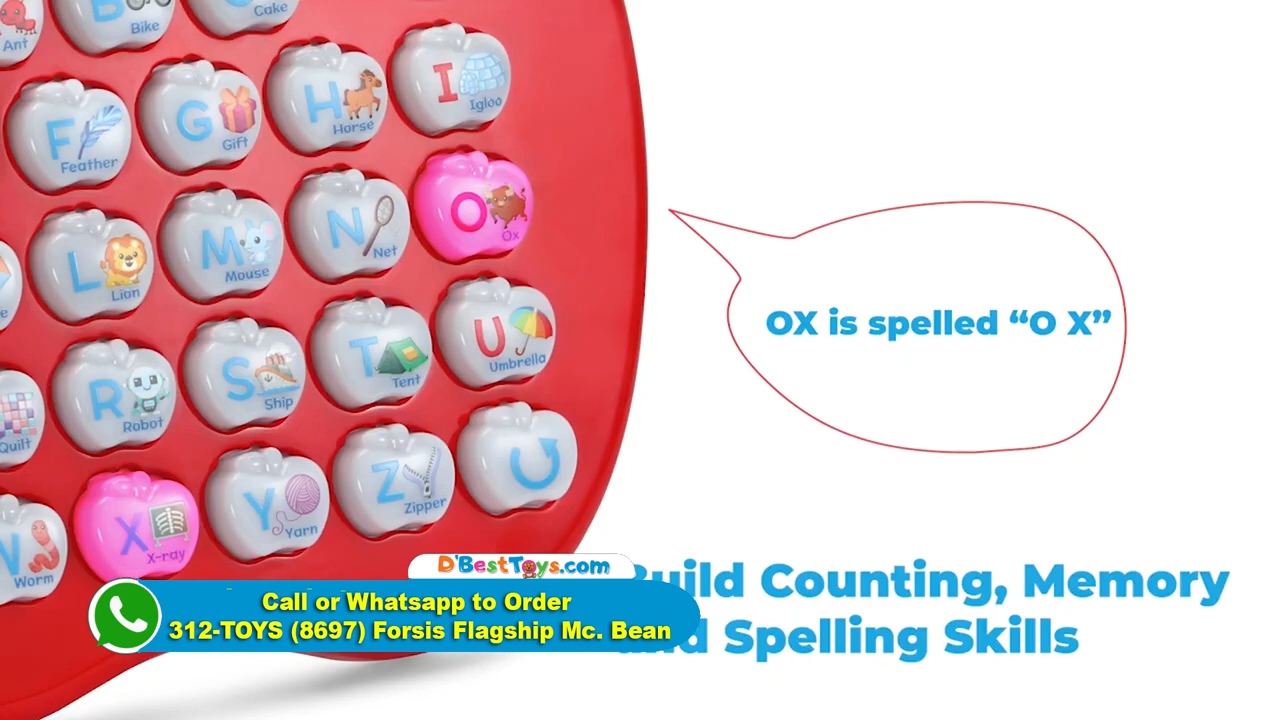 Ant
B
Bike
Cake
F
Feather
G
Gift
H
Horse
I
Igloo
L
Lion
M
Mouse
N
Net
O
Ox
Quilt
R
Robot
S
Ship
T
Tent
U
Umbrella
Worm
X
X-ray
Y
Yarn
Z
Zipper
OX is spelled “O X”
Build Counting, Memory
and Spelling Skills
D'BestToys.com
Call or Whatsapp to Order
312-TOYS (8697) Forsis Flagship Mc. Bean